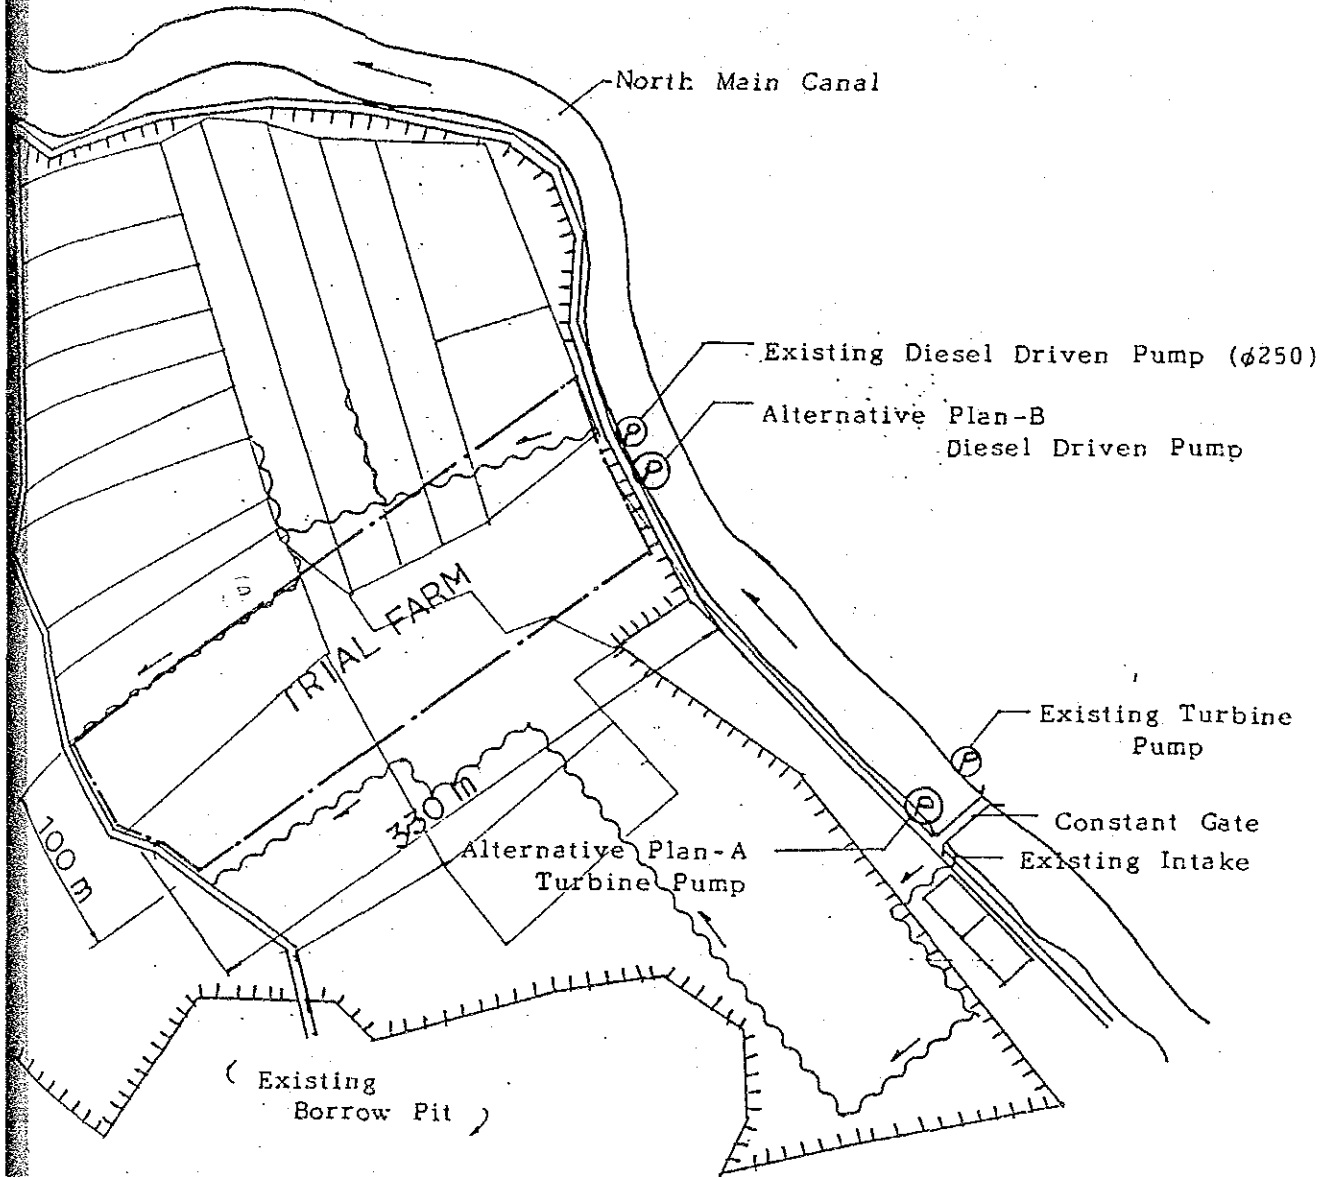 North Main Canal
Existing Diesel Driven Pump (ø250)
Alternative Plan-B
Diesel Driven Pump
TRIAL FARM
Existing Turbine
Pump
330 m
100 m
Constant Gate
Alternative Plan-A
Turbine Pump
Existing Intake
( Existing
Borrow Pit )